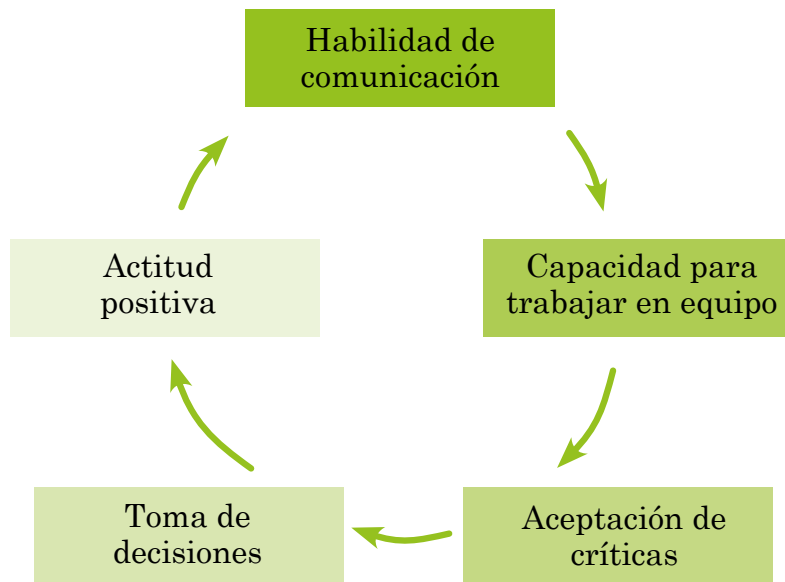 Habilidad de
comunicación
Capacidad para
trabajar en equipo
Aceptación de
críticas
Toma de
decisiones
Actitud
positiva